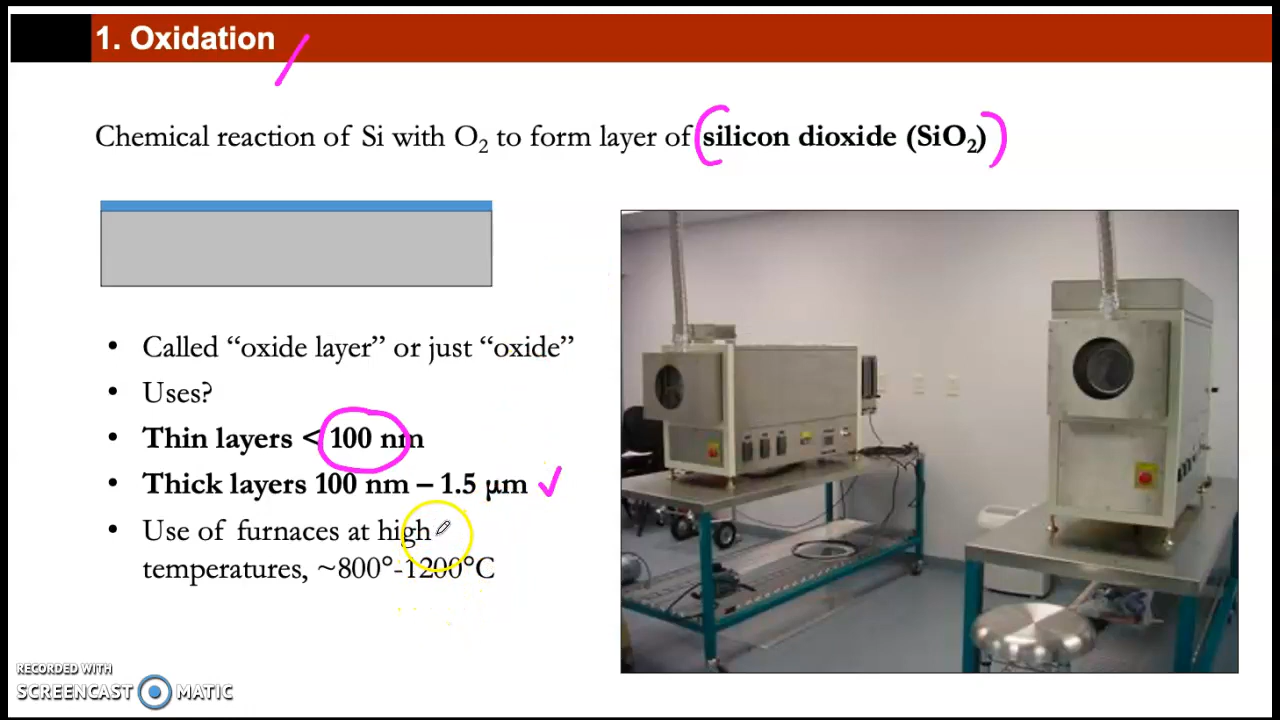 1. Oxidation
Chemical reaction of Si with O₂ to form layer of silicon dioxide (SiO₂)
• Called “oxide layer” or just “oxide”
• Uses?
• Thin layers < 100 nm
• Thick layers 100 nm – 1.5 µm
• Use of furnaces at high
temperatures, ~800°-1200°C
RECORDED WITH
SCREENCAST MATIC